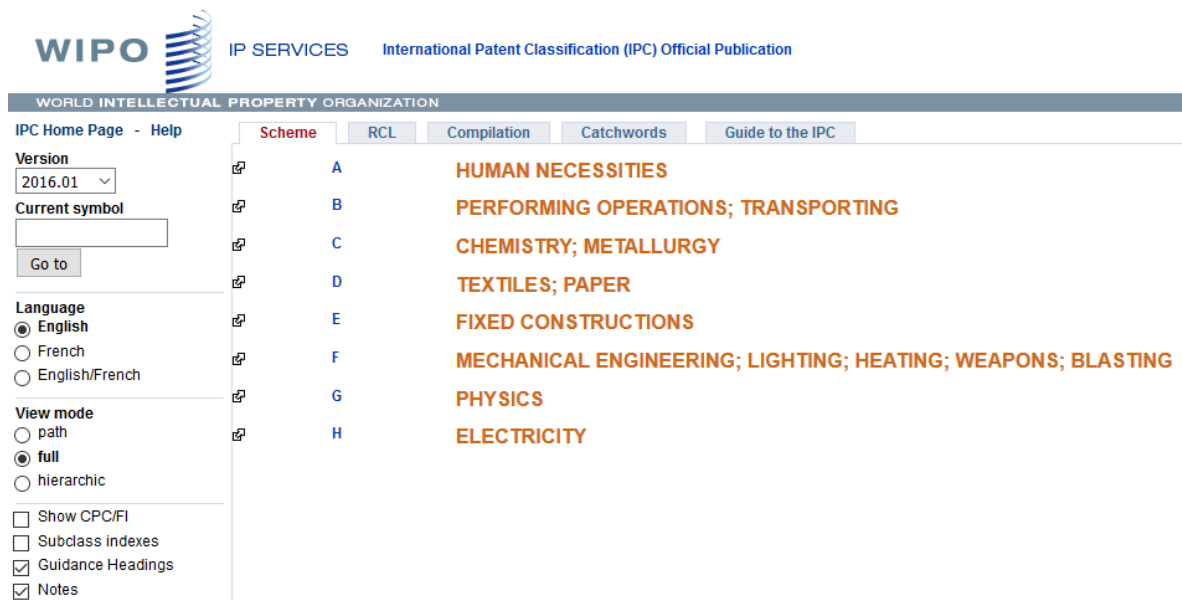 WIPO
IP SERVICES
International Patent Classification (IPC) Official Publication
WORLD INTELLECTUAL PROPERTY ORGANIZATION
IPC Home Page - Help
Version
2016.01
Current symbol
Go to
Language
English
French
English/French
View mode
path
full
hierarchic
Show CPC/FI
Subclass indexes
Guidance Headings
Notes
Scheme
RCL
Compilation
Catchwords
Guide to the IPC
A HUMAN NECESSITIES
B PERFORMING OPERATIONS; TRANSPORTING
C CHEMISTRY; METALLURGY
D TEXTILES; PAPER
E FIXED CONSTRUCTIONS
F MECHANICAL ENGINEERING; LIGHTING; HEATING; WEAPONS; BLASTING
G PHYSICS
H ELECTRICITY